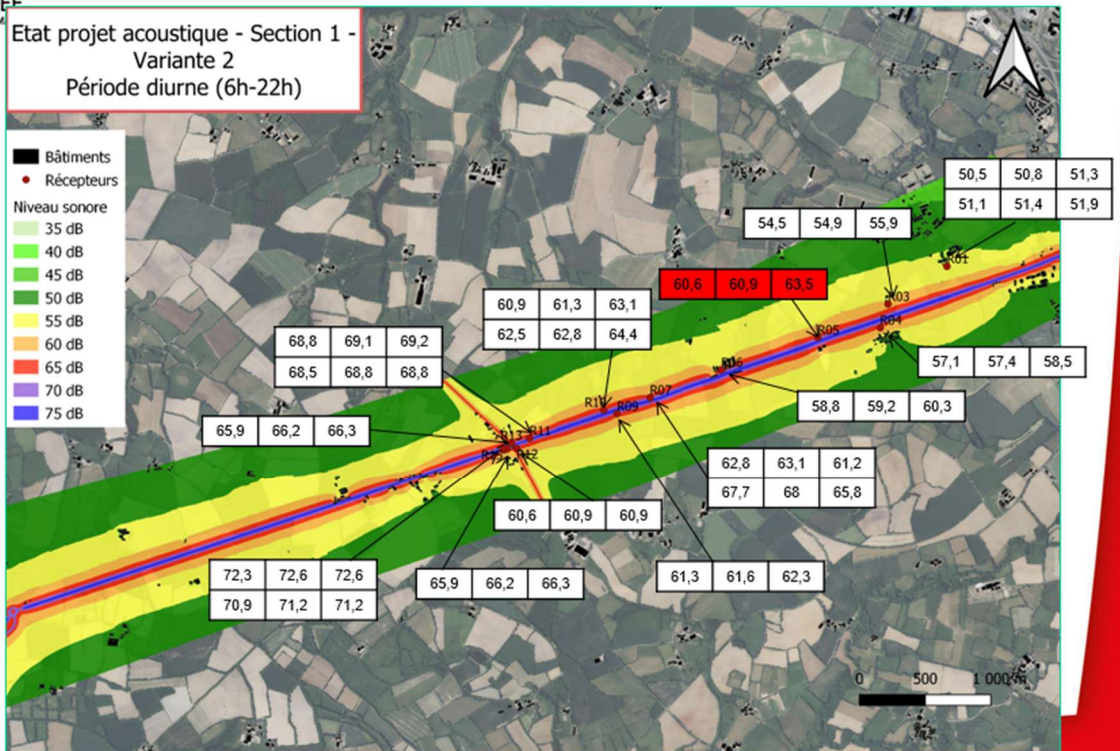 Etat projet acoustique - Section 1 -
Variante 2
Période diurne (6h-22h)
Bâtiments
Récepteurs
Niveau sonore
35 dB
40 dB
45 dB
50 dB
55 dB
60 dB
65 dB
70 dB
75 dB
50,5 50,8 51,3
51,1 51,4 51,9
54,5 54,9 55,9
R01
60,6 60,9 63,5
R03
60,9 61,3 63,1
62,5 62,8 64,4
R04
R05
68,8 69,1 69,2
68,5 68,8 68,8
57,1 57,4 58,5
R07
58,8 59,2 60,3
R09
65,9 66,2 66,3
R13 R11
R12
62,8 63,1 61,2
67,7 68 65,8
60,6 60,9 60,9
72,3 72,6 72,6
70,9 71,2 71,2
65,9 66,2 66,3
61,3 61,6 62,3
0 500 1 000 m